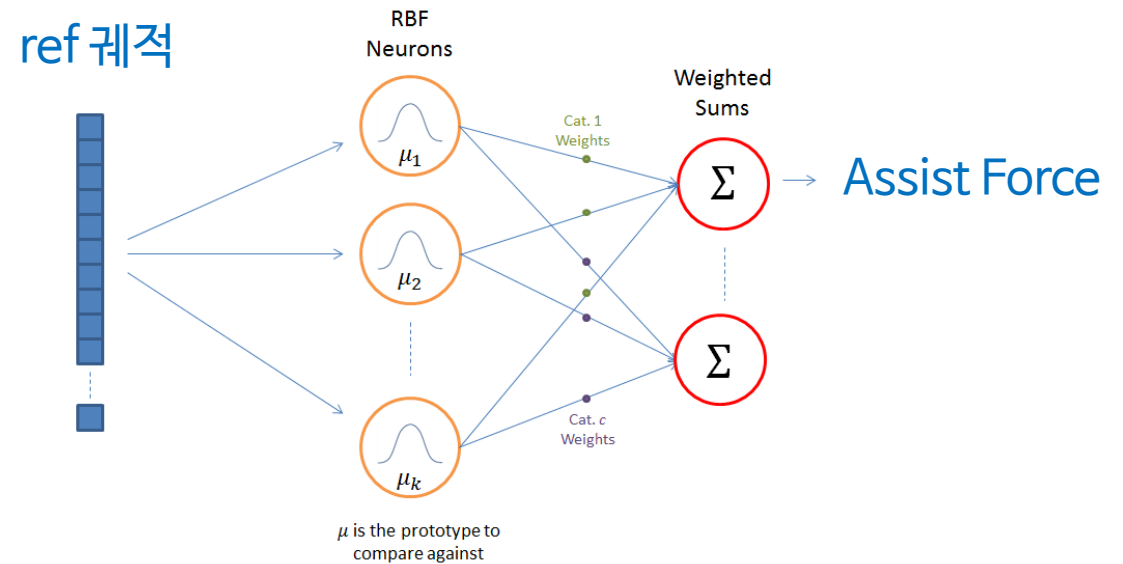 ref 궤적
RBF
Neurons
μ₁
μ₂
μₖ
μ is the prototype to
compare against
Cat. 1
Weights
Cat. c
Weights
Weighted
Sums
Σ
Σ
Assist Force